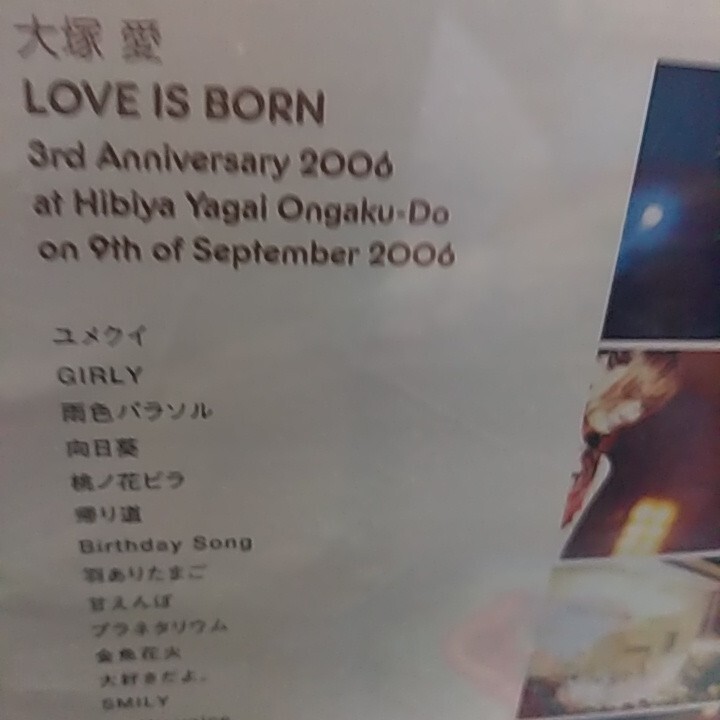 大塚 愛
LOVE IS BORN
3rd Anniversary 2006
at Hibiya Yagai Ongaku-Do
on 9th of September 2006
ユメクイ
GIRLY
雨色パラソル
向日葵
桃ノ花ビラ
帰り道
Birthday Song
羽ありたまご
甘えんぼ
プラネタリウム
金魚花火
大好きだよ。
SMILY